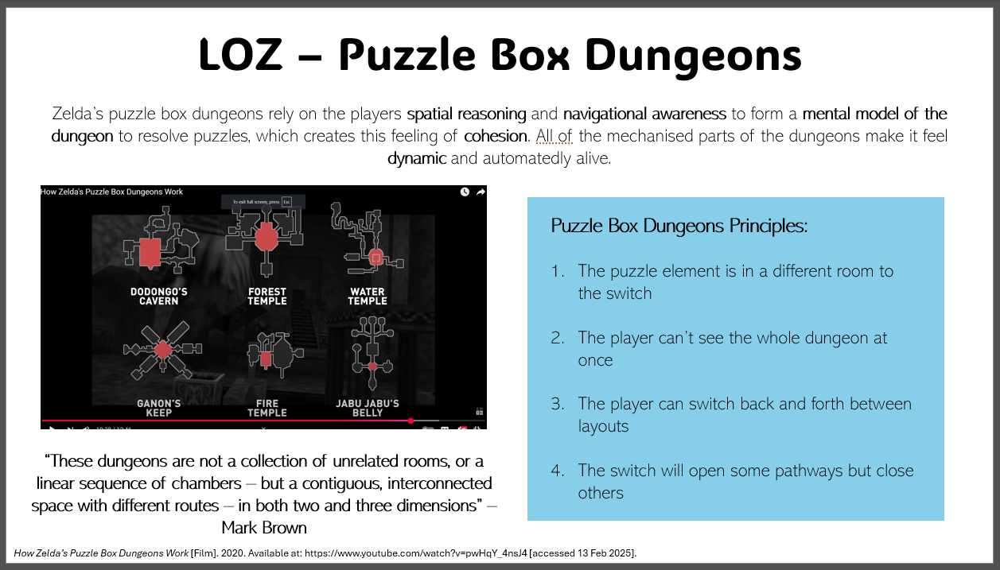 LOZ – Puzzle Box Dungeons
Zelda's puzzle box dungeons rely on the players spatial reasoning and navigational awareness to form a mental model of the
dungeon to resolve puzzles, which creates this feeling of cohesion. All of the mechanised parts of the dungeons make it feel
dynamic and automatedly alive.
How Zelda's Puzzle Box Dungeons Work
To exit full screen, press Esc
DODONGO'S
CAVERN
FOREST
TEMPLE
WATER
TEMPLE
GANON'S
KEEP
FIRE
TEMPLE
JABU JABU'S
BELLY
"These dungeons are not a collection of unrelated rooms, or a
linear sequence of chambers – but a contiguous, interconnected
space with different routes – in both two and three dimensions" –
Mark Brown
Puzzle Box Dungeons Principles:
1. The puzzle element is in a different room to
the switch
2. The player can't see the whole dungeon at
once
3. The player can switch back and forth between
layouts
4. The switch will open some pathways but close
others
How Zelda's Puzzle Box Dungeons Work [Film]. 2020. Available at: https://www.youtube.com/watch?v=pwHqY_4nsJ4 [accessed 13 Feb 2025].